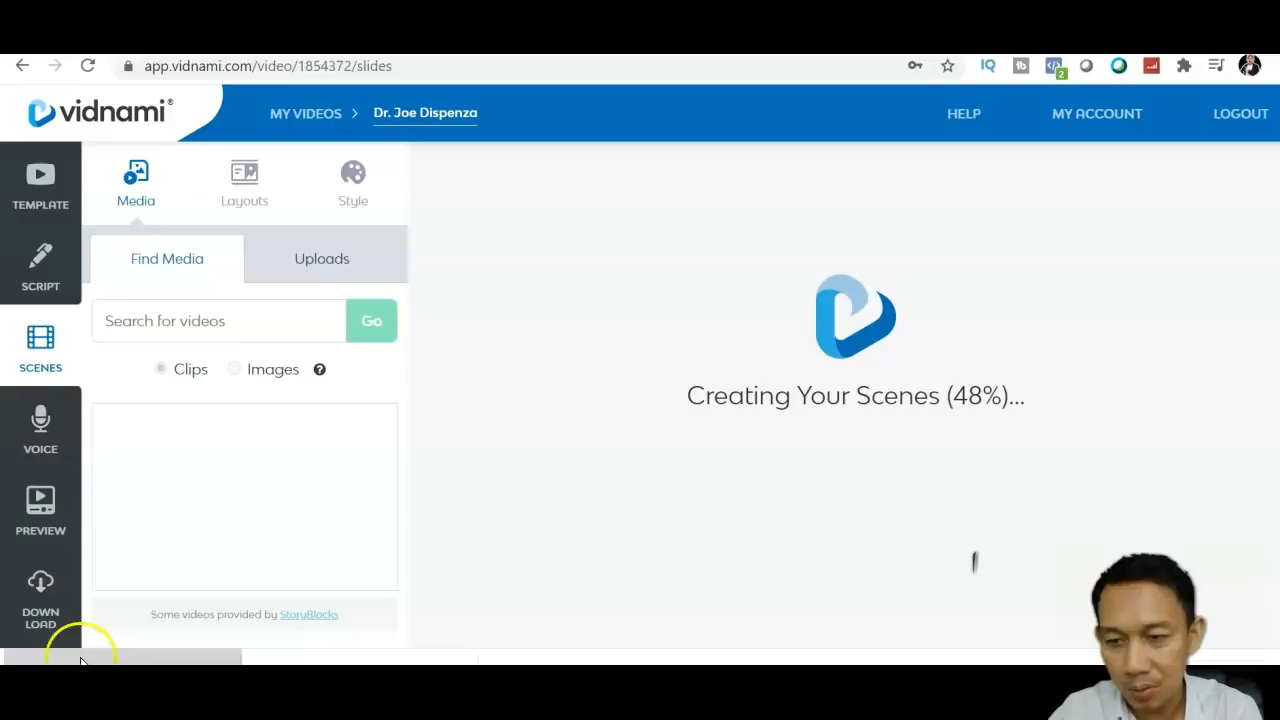 app.vidnami.com/video/1854372/slides
2
vidnami®
MY VIDEOS > Dr. Joe Dispenza
HELP
MY ACCOUNT
LOGOUT
TEMPLATE
SCRIPT
SCENES
VOICE
PREVIEW
DOWN
LOAD
Media
Layouts
Style
Find Media
Uploads
Search for videos
Go
Clips
Images
?
Some videos provided by StoryBlocks
Creating Your Scenes (48%)...
IQ
tb